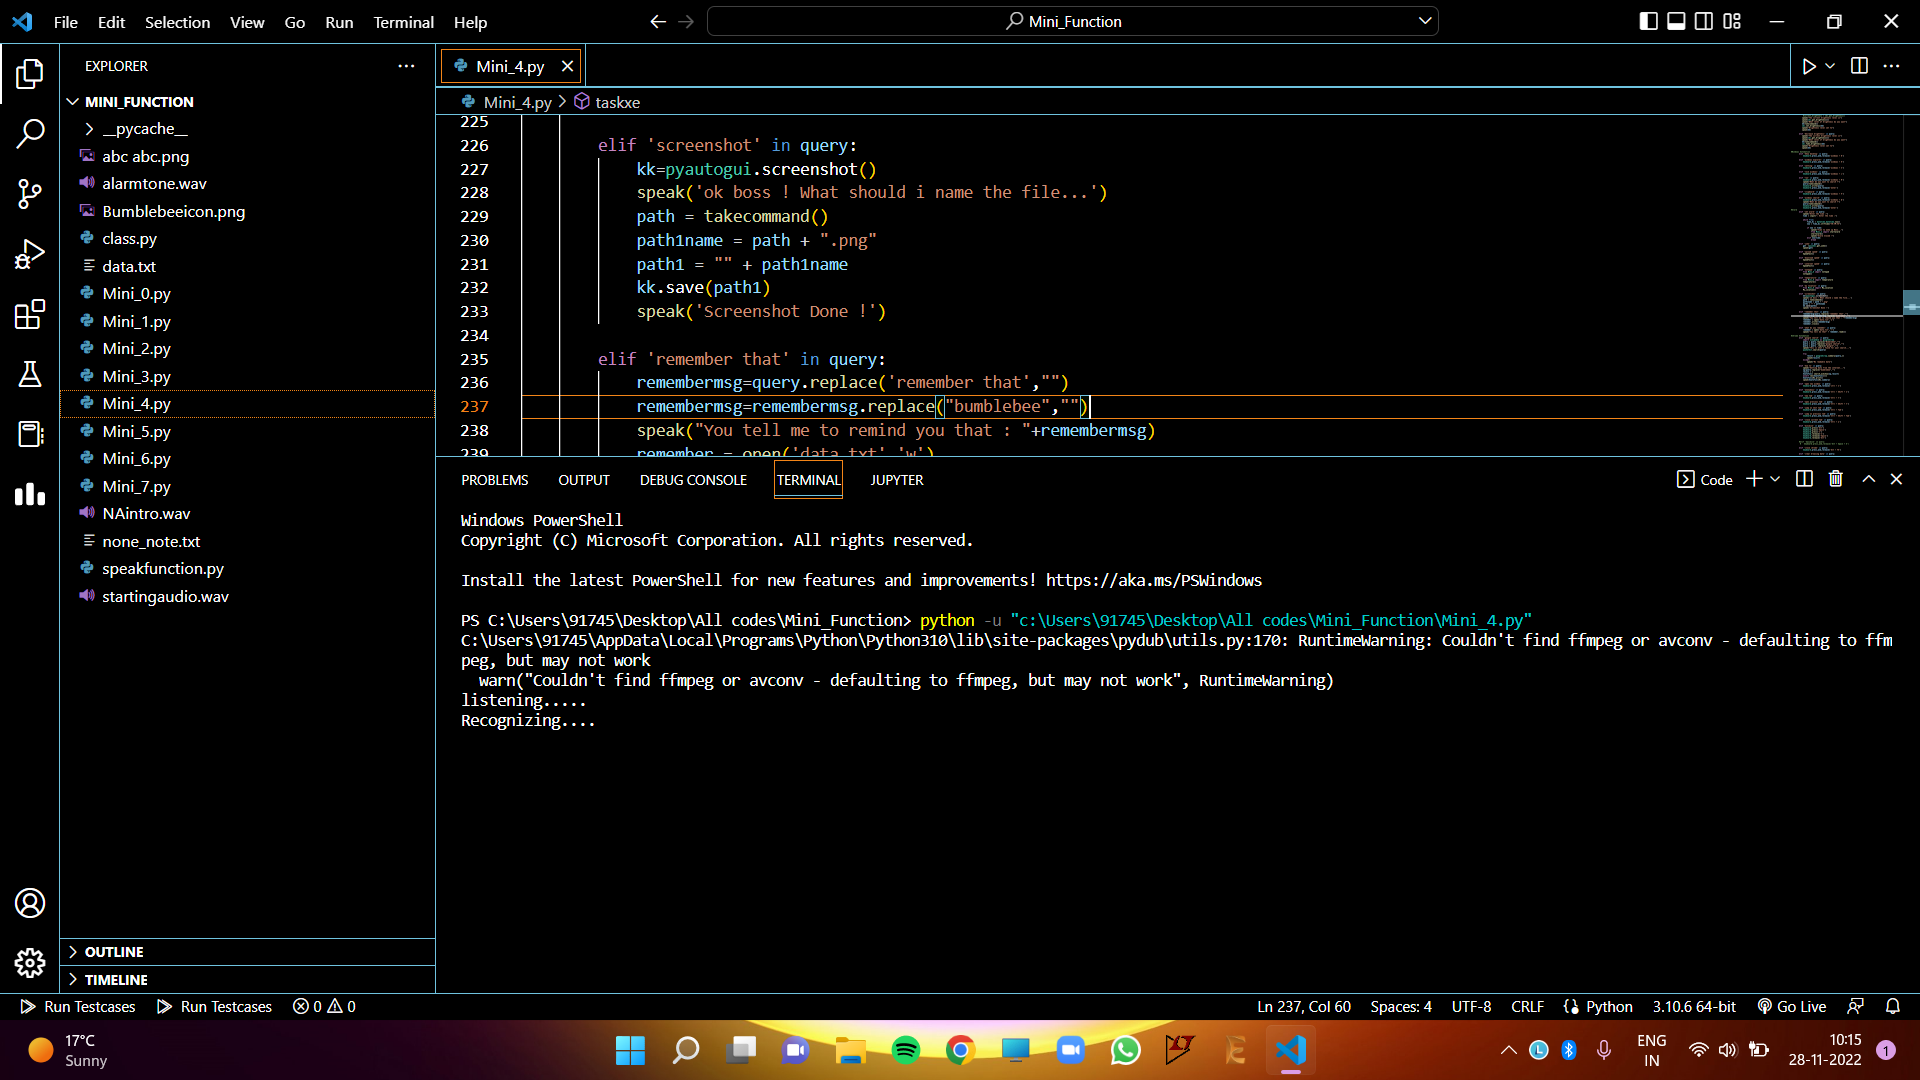 File Edit Selection View Go Run Terminal Help
Mini_Function
EXPLORER
MINI_FUNCTION
__pycache__
abc abc.png
alarmtone.wav
Bumblebeeicon.png
class.py
data.txt
Mini_0.py
Mini_1.py
Mini_2.py
Mini_3.py
Mini_4.py
Mini_5.py
Mini_6.py
Mini_7.py
NAintro.wav
none_note.txt
speakfunction.py
startingaudio.wav
OUTLINE
TIMELINE
Mini_4.py
Mini_4.py > taskxe
225
226 elif 'screenshot' in query:
227 kk=pyautogui.screenshot()
228 speak('ok boss ! What should i name the file...')
229 path = takecommand()
230 path1name = path + ".png"
231 path1 = "" + path1name
232 kk.save(path1)
233 speak('Screenshot Done !')
234
235 elif 'remember that' in query:
236 remembermsg=query.replace('remember that',"")
237 remembermsg=remembermsg.replace("bumblebee","")
238 speak("You tell me to remind you that : "+remembermsg)
239 remember = open('data.txt','w')
PROBLEMS OUTPUT DEBUG CONSOLE TERMINAL JUPYTER
Code
Windows PowerShell
Copyright (C) Microsoft Corporation. All rights reserved.
Install the latest PowerShell for new features and improvements! https://aka.ms/PSWindows
PS C:\Users\91745\Desktop\All codes\Mini_Function> python -u "c:\Users\91745\Desktop\All codes\Mini_Function\Mini_4.py"
C:\Users\91745\AppData\Local\Programs\Python\Python310\lib\site-packages\pydub\utils.py:170: RuntimeWarning: Couldn't find ffmpeg or avconv - defaulting to ffm
peg, but may not work
warn("Couldn't find ffmpeg or avconv - defaulting to ffmpeg, but may not work", RuntimeWarning)
listening.....
Recognizing....
Run Testcases Run Testcases 0 0
Ln 237, Col 60 Spaces: 4 UTF-8 CRLF Python 3.10.6 64-bit Go Live
17°C
Sunny
ENG
IN
10:15
28-11-2022
1